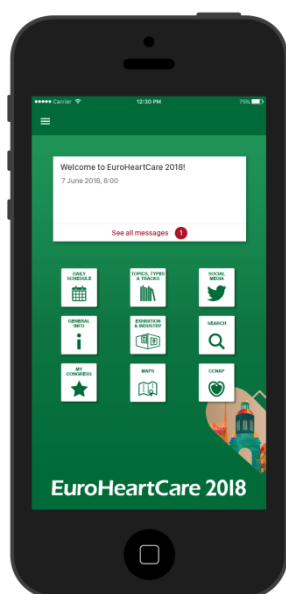 Carrier 12:30 PM 75%
Welcome to EuroHeartCare 2018!
7 June 2018, 8:00
See all messages 1
DAILY SCHEDULE
TOPICS, TYPES & TRACKS
SOCIAL MEDIA
GENERAL INFO
EXHIBITION & INDUSTRY
SEARCH
MY CONGRESS
MAPS
CCNAP
EuroHeartCare 2018